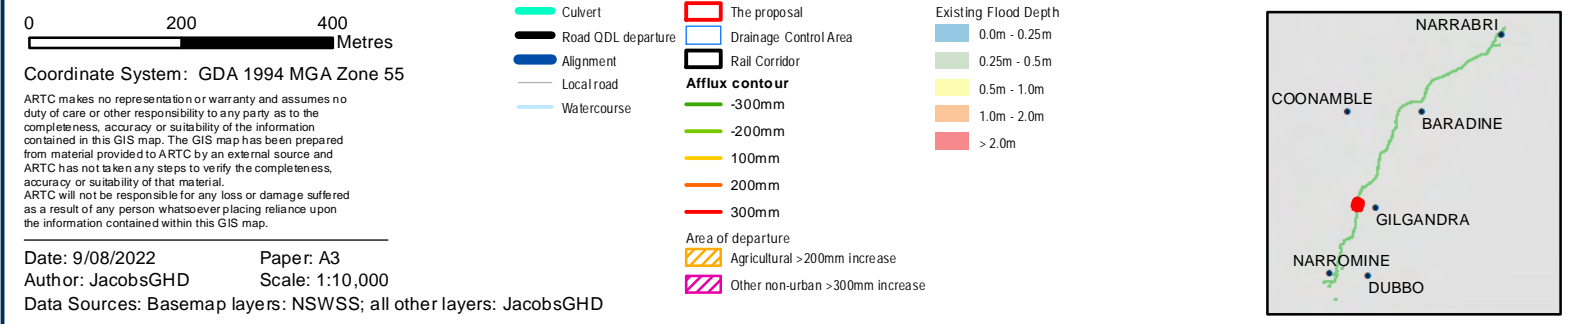 0 200 400
Metres
Coordinate System: GDA 1994 MGA Zone 55
ARTC makes no representation or warranty and assumes no
duty of care or other responsibility to any party as to the
completeness, accuracy or suitability of the information
contained in this GIS map. The GIS map has been prepared
from material provided to ARTC by an external source and
ARTC has not taken any steps to verify the completeness,
accuracy or suitability of that material.
ARTC will not be responsible for any loss or damage suffered
as a result of any person whatsoever placing reliance upon
the information contained within this GIS map.
Date: 9/08/2022 Paper: A3
Author: JacobsGHD Scale: 1:10,000
Data Sources: Basemap layers: NSWSS; all other layers: JacobsGHD
Culvert
Road QDL departure
Alignment
Local road
Watercourse
The proposal
Drainage Control Area
Rail Corridor
Afflux contour
-300mm
-200mm
100mm
200mm
300mm
Area of departure
Agricultural >200mm increase
Other non-urban >300mm increase
Existing Flood Depth
0.0m - 0.25m
0.25m - 0.5m
0.5m - 1.0m
1.0m - 2.0m
> 2.0m
NARRABRI
COONAMBLE
BARADINE
GILGANDRA
NARROMINE
DUBBO